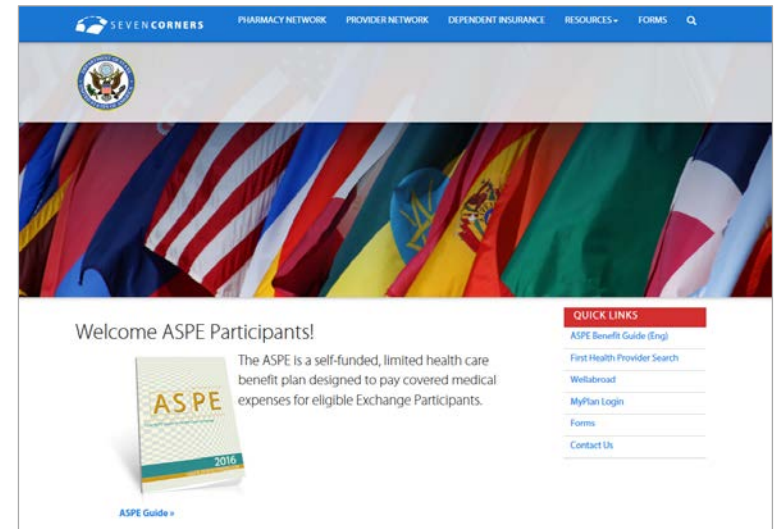 SEVEN CORNERS
PHARMACY NETWORK
PROVIDER NETWORK
DEPENDENT INSURANCE
RESOURCES
FORMS
Welcome ASPE Participants!
ASPE
2016
The ASPE is a self-funded, limited health care
benefit plan designed to pay covered medical
expenses for eligible Exchange Participants.
ASPE Guide »
QUICK LINKS
ASPE Benefit Guide (Eng)
First Health Provider Search
Wellabroad
MyPlan Login
Forms
Contact Us